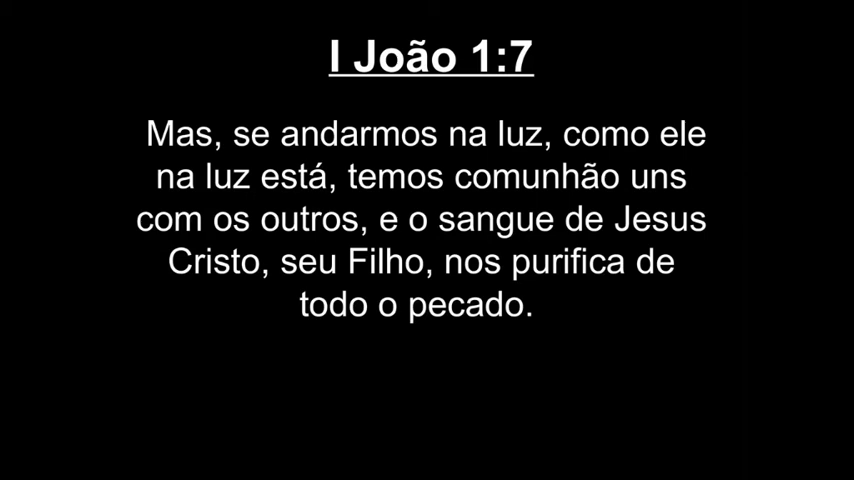 I João 1:7
Mas, se andarmos na luz, como ele
na luz está, temos comunhão uns
com os outros, e o sangue de Jesus
Cristo, seu Filho, nos purifica de
todo o pecado.